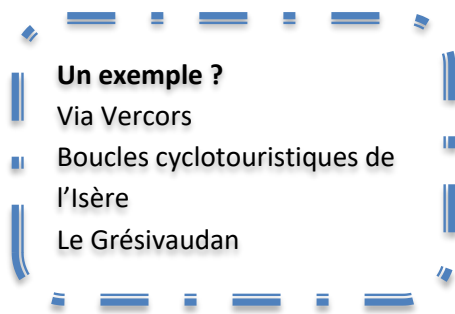 Un exemple ?
Via Vercors
Boucles cyclotouristiques de
l’Isère
Le Grésivaudan